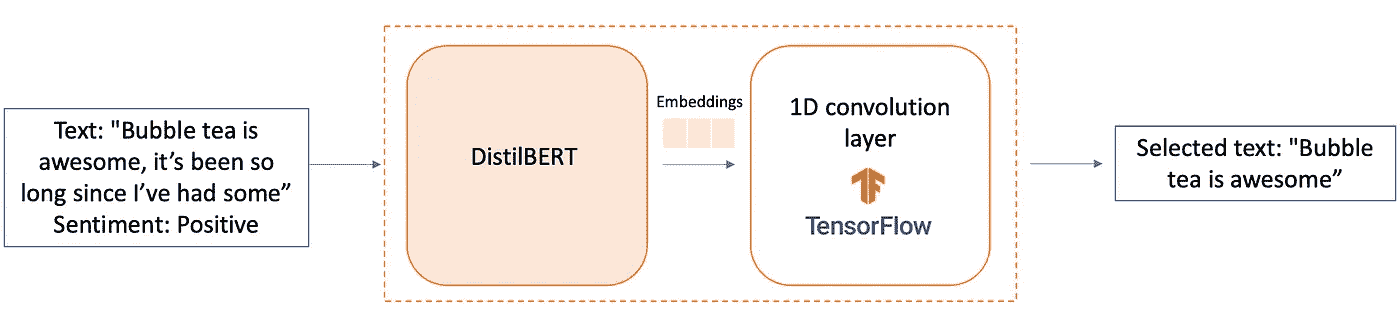 Text: "Bubble tea is
awesome, it’s been so
long since I’ve had some”
Sentiment: Positive
DistilBERT
Embeddings
1D convolution
layer
TensorFlow
Selected text: "Bubble
tea is awesome”